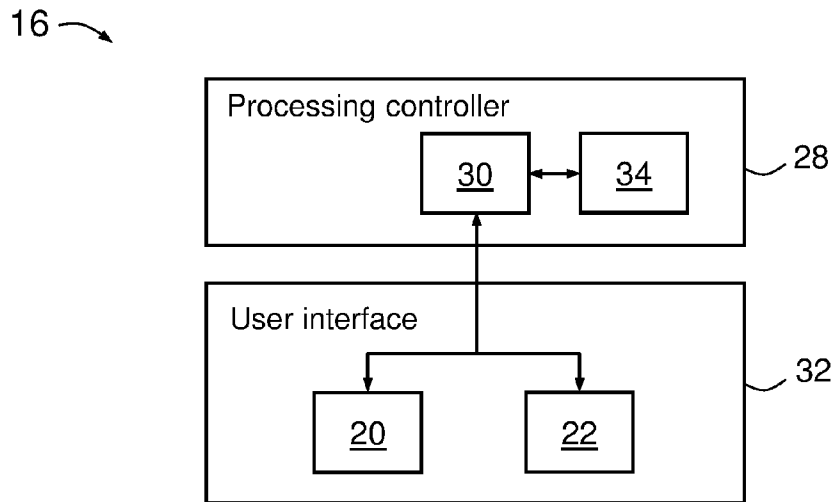 16
Processing controller
30 34
28
User interface
32
20 22